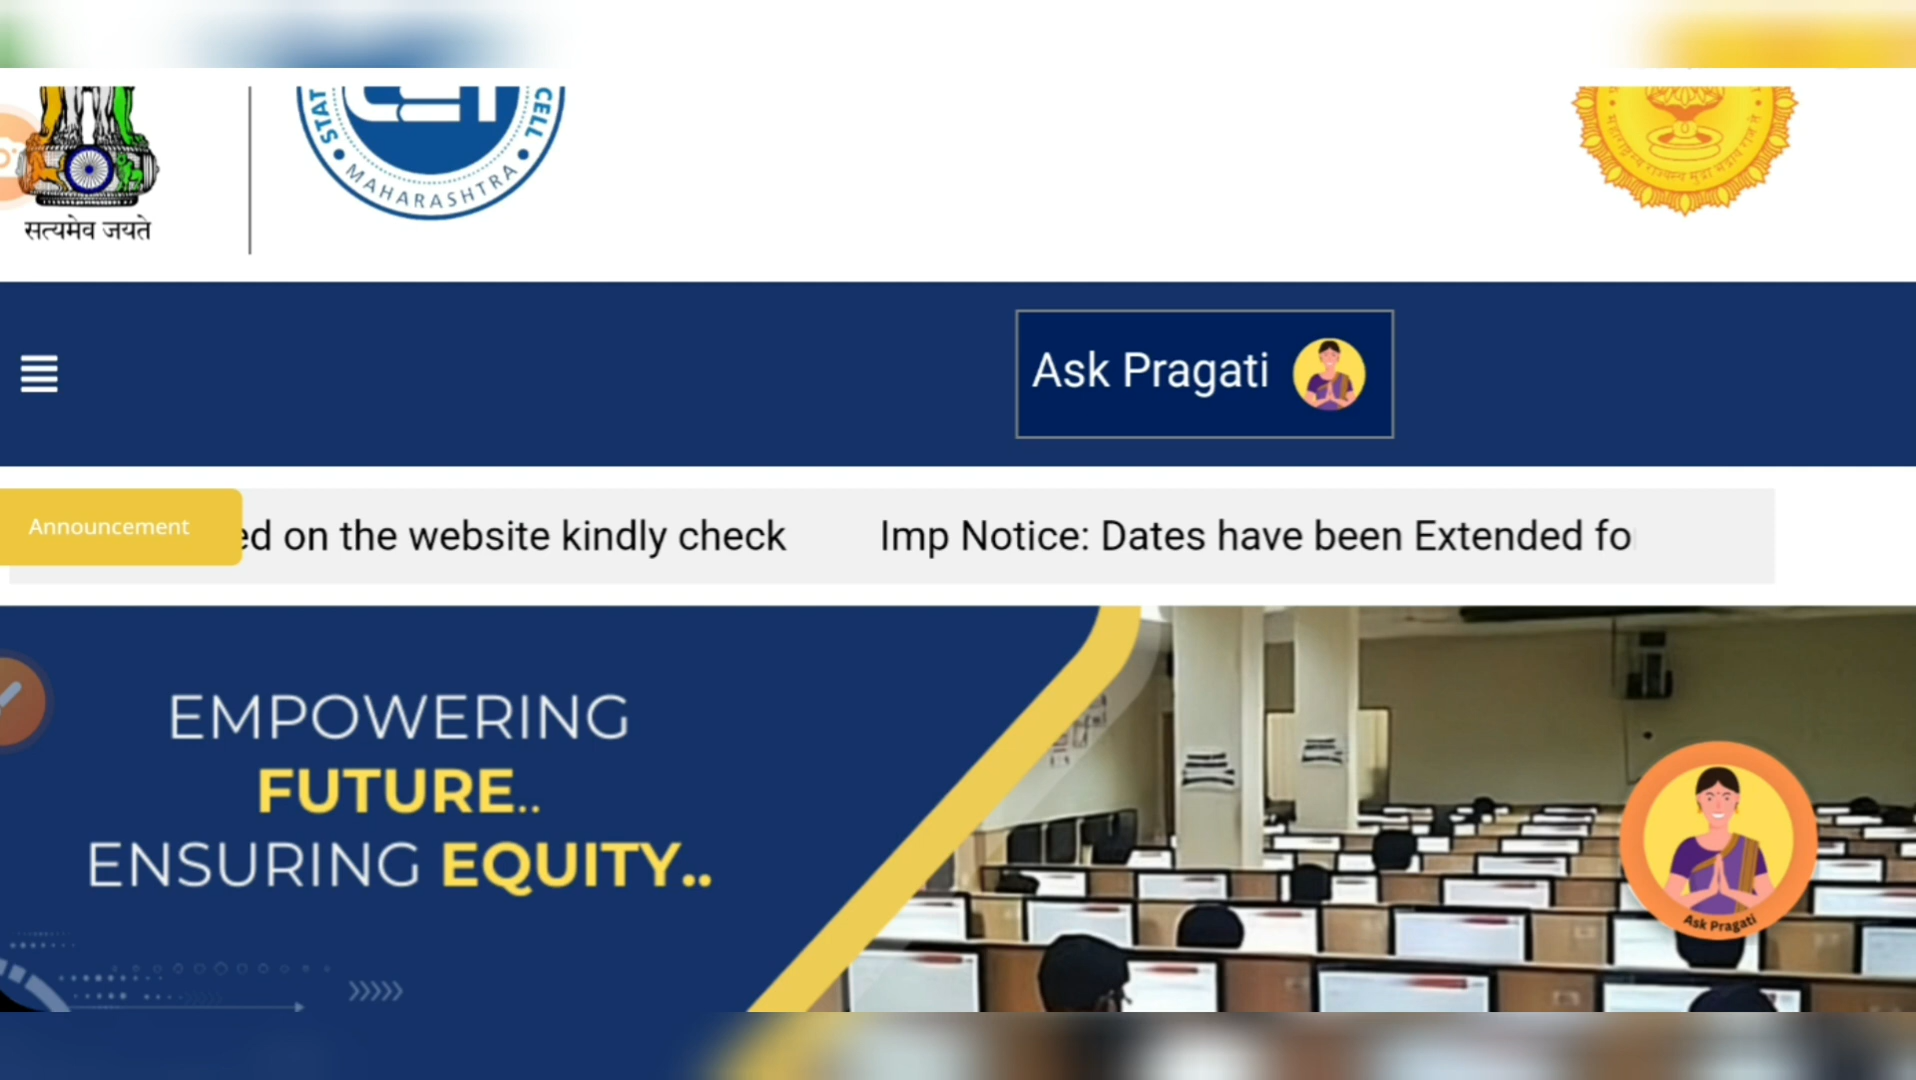 सत्यमेव जयते
STAT
CELL
MAHARASHTRA
Ask Pragati
Announcement
ed on the website kindly check
Imp Notice: Dates have been Extended fo
EMPOWERING
FUTURE..
ENSURING EQUITY..
Ask Pragati